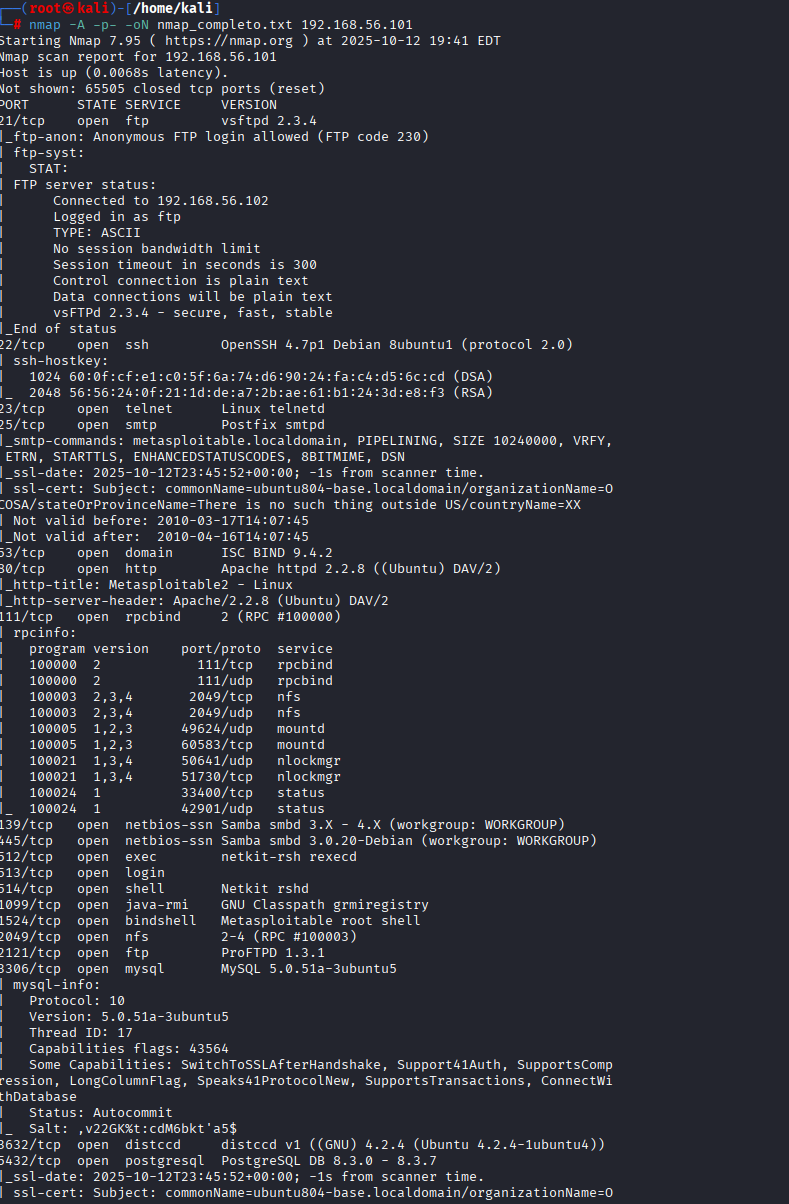 ┌──(root㉿kali)-[/home/kali]
└─# nmap -A -p- -oN nmap_completo.txt 192.168.56.101
Starting Nmap 7.95 ( https://nmap.org ) at 2025-10-12 19:41 EDT
Nmap scan report for 192.168.56.101
Host is up (0.0068s latency).
Not shown: 65505 closed tcp ports (reset)
PORT      STATE SERVICE     VERSION
21/tcp    open  ftp         vsftpd 2.3.4
|_ftp-anon: Anonymous FTP login allowed (FTP code 230)
| ftp-syst:
|   STAT:
| FTP server status:
|      Connected to 192.168.56.102
|      Logged in as ftp
|      TYPE: ASCII
|      No session bandwidth limit
|      Session timeout in seconds is 300
|      Control connection is plain text
|      Data connections will be plain text
|      vsFTPd 2.3.4 - secure, fast, stable
|_End of status
22/tcp    open  ssh         OpenSSH 4.7p1 Debian 8ubuntu1 (protocol 2.0)
| ssh-hostkey:
|   1024 60:0f:cf:e1:c0:5f:6a:74:d6:90:24:fa:c4:d5:6c:cd (DSA)
|_  2048 56:56:24:0f:21:1d:de:a7:2b:ae:61:b1:24:3d:e8:f3 (RSA)
23/tcp    open  telnet      Linux telnetd
25/tcp    open  smtp        Postfix smtpd
|_smtp-commands: metasploitable.localdomain, PIPELINING, SIZE 10240000, VRFY,
 ETRN, STARTTLS, ENHANCEDSTATUSCODES, 8BITMIME, DSN
|_ssl-date: 2025-10-12T23:45:52+00:00; -1s from scanner time.
| ssl-cert: Subject: commonName=ubuntu804-base.localdomain/organizationName=O
COSA/stateOrProvinceName=There is no such thing outside US/countryName=XX
| Not valid before: 2010-03-17T14:07:45
|_Not valid after:  2010-04-16T14:07:45
53/tcp    open  domain      ISC BIND 9.4.2
80/tcp    open  http        Apache httpd 2.2.8 ((Ubuntu) DAV/2)
|_http-title: Metasploitable2 - Linux
|_http-server-header: Apache/2.2.8 (Ubuntu) DAV/2
111/tcp   open  rpcbind     2 (RPC #100000)
| rpcinfo:
|   program version    port/proto  service
|   100000  2            111/tcp   rpcbind
|   100000  2            111/udp   rpcbind
|   100003  2,3,4       2049/tcp   nfs
|   100003  2,3,4       2049/udp   nfs
|   100005  1,2,3      49624/udp   mountd
|   100005  1,2,3      60583/tcp   mountd
|   100021  1,3,4      50641/udp   nlockmgr
|   100021  1,3,4      51730/tcp   nlockmgr
|   100024  1          33400/tcp   status
|_  100024  1          42901/udp   status
139/tcp   open  netbios-ssn Samba smbd 3.X - 4.X (workgroup: WORKGROUP)
445/tcp   open  netbios-ssn Samba smbd 3.0.20-Debian (workgroup: WORKGROUP)
512/tcp   open  exec        netkit-rsh rexecd
513/tcp   open  login
514/tcp   open  shell       Netkit rshd
1099/tcp  open  java-rmi    GNU Classpath grmiregistry
1524/tcp  open  bindshell   Metasploitable root shell
2049/tcp  open  nfs         2-4 (RPC #100003)
2121/tcp  open  ftp         ProFTPD 1.3.1
3306/tcp  open  mysql       MySQL 5.0.51a-3ubuntu5
| mysql-info:
|   Protocol: 10
|   Version: 5.0.51a-3ubuntu5
|   Thread ID: 17
|   Capabilities flags: 43564
|   Some Capabilities: SwitchToSSLAfterHandshake, Support41Auth, SupportsComp
ression, LongColumnFlag, Speaks41ProtocolNew, SupportsTransactions, ConnectWi
thDatabase
|   Status: Autocommit
|_  Salt: ,v22GK%t:cdM6bkt'a5$
3632/tcp  open  distccd     distccd v1 ((GNU) 4.2.4 (Ubuntu 4.2.4-1ubuntu4))
5432/tcp  open  postgresql  PostgreSQL DB 8.3.0 - 8.3.7
|_ssl-date: 2025-10-12T23:45:52+00:00; -1s from scanner time.
| ssl-cert: Subject: commonName=ubuntu804-base.localdomain/organizationName=O